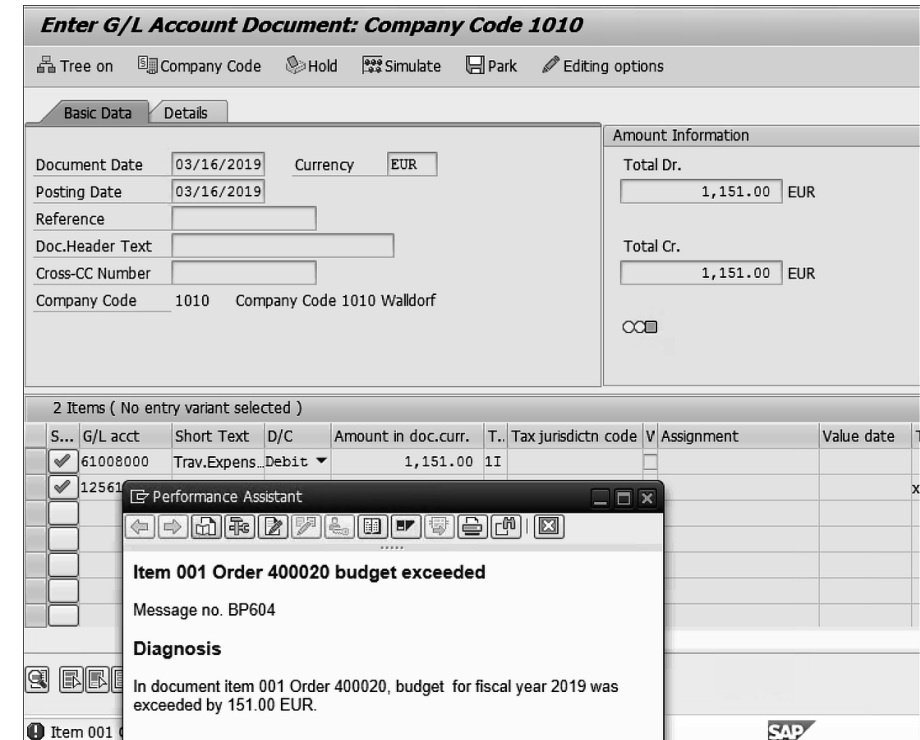 Enter G/L Account Document: Company Code 1010
Tree on Company Code Hold Simulate Park Editing options
Basic Data Details
Amount Information
Document Date 03/16/2019 Currency EUR
Total Dr.
Posting Date 03/16/2019
1,151.00 EUR
Reference
Doc.Header Text
Total Cr.
Cross-CC Number
1,151.00 EUR
Company Code 1010 Company Code 1010 Walldorf
2 Items ( No entry variant selected )
S... G/L acct Short Text D/C Amount in doc.curr. T.. Tax jurisdictn code V Assignment Value date T
61008000 Trav.Expens... Debit 1,151.00 1I
12561 x
Performance Assistant
Item 001 Order 400020 budget exceeded
Message no. BP604
Diagnosis
In document item 001 Order 400020, budget for fiscal year 2019 was
exceeded by 151.00 EUR.
Item 001
SAP